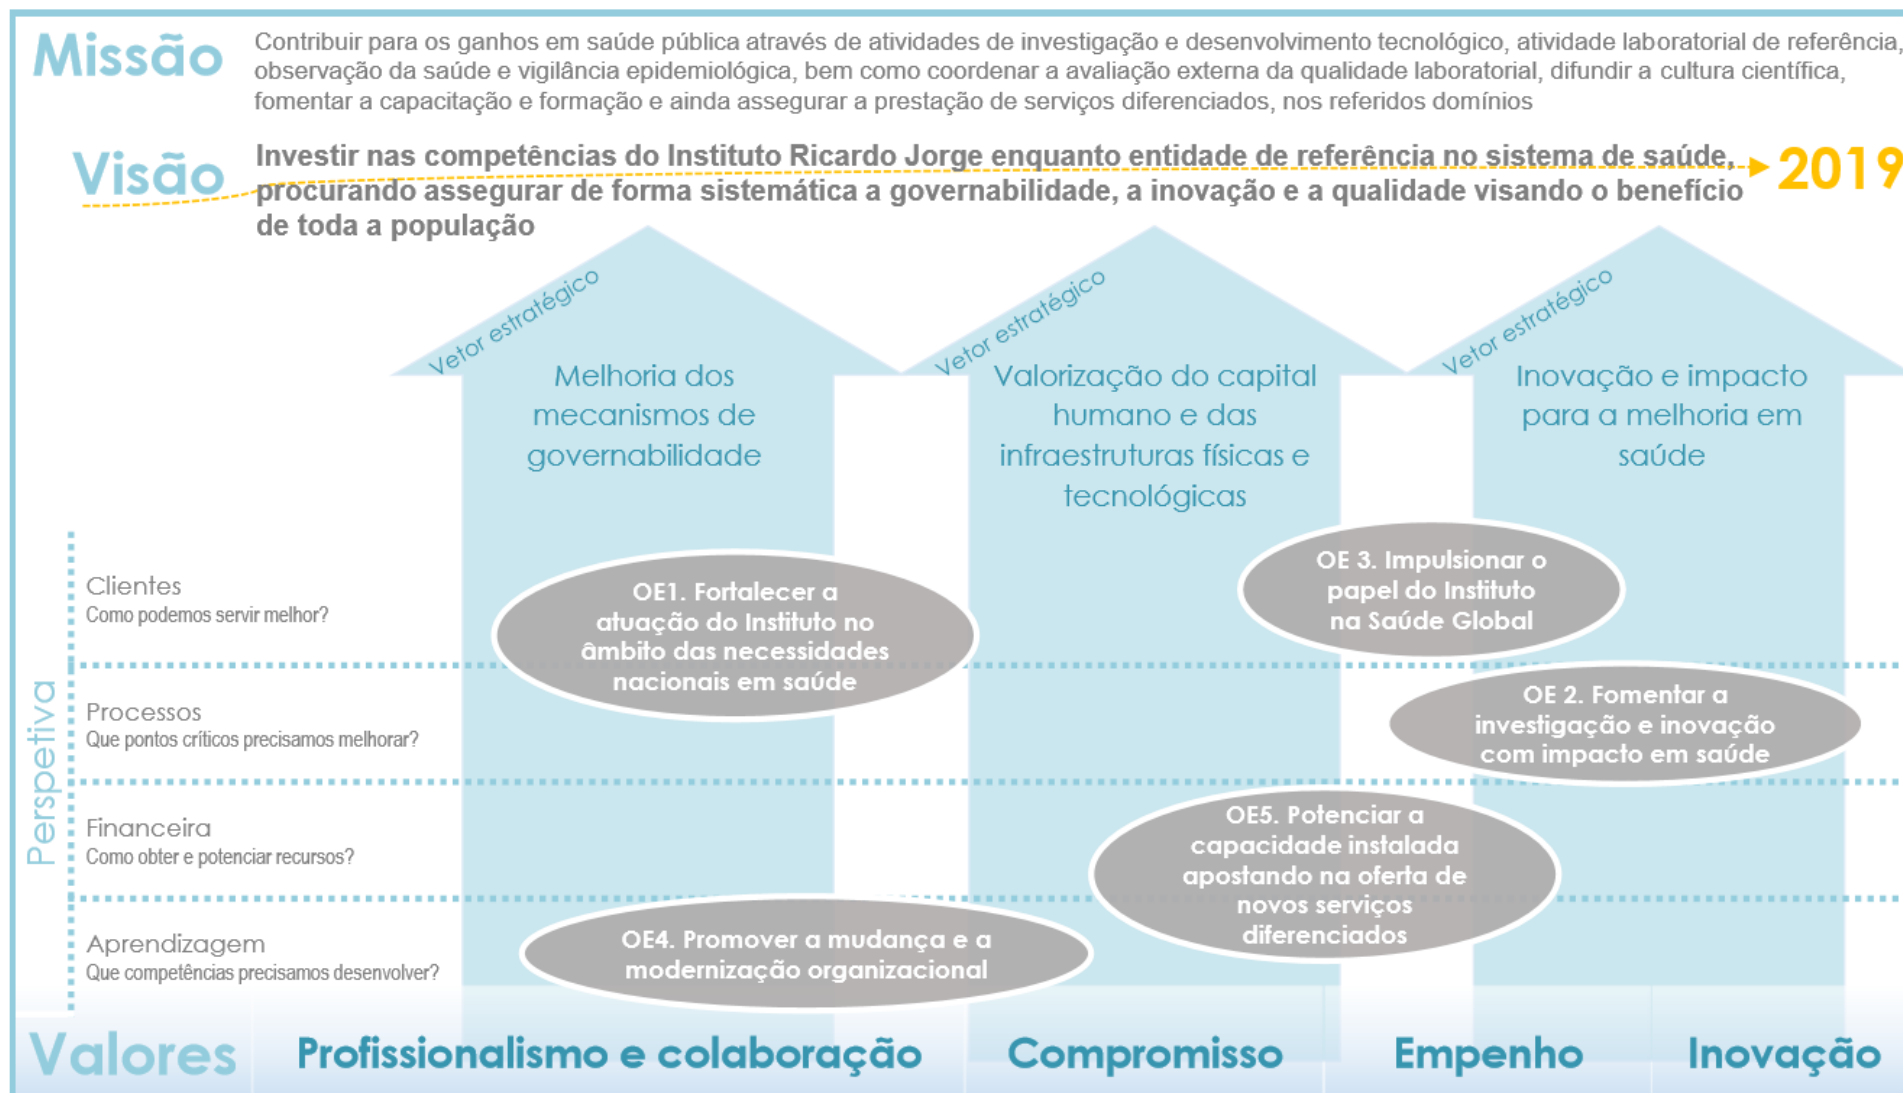 Missão
Contribuir para os ganhos em saúde pública através de atividades de investigação e desenvolvimento tecnológico, atividade laboratorial de referência,
observação da saúde e vigilância epidemiológica, bem como coordenar a avaliação externa da qualidade laboratorial, difundir a cultura científica,
fomentar a capacitação e formação e ainda assegurar a prestação de serviços diferenciados, nos referidos domínios
Visão
Investir nas competências do Instituto Ricardo Jorge enquanto entidade de referência no sistema de saúde,
procurando assegurar de forma sistemática a governabilidade, a inovação e a qualidade visando o benefício
de toda a população
2019
Vetor estratégico
Melhoria dos
mecanismos de
governabilidade
Vetor estratégico
Valorização do capital
humano e das
infraestruturas físicas e
tecnológicas
Vetor estratégico
Inovação e impacto
para a melhoria em
saúde
Perspetiva
Clientes
Como podemos servir melhor?
OE1. Fortalecer a
atuação do Instituto no
âmbito das necessidades
nacionais em saúde
OE 3. Impulsionar o
papel do Instituto
na Saúde Global
Processos
Que pontos críticos precisamos melhorar?
OE 2. Fomentar a
investigação e inovação
com impacto em saúde
Financeira
Como obter e potenciar recursos?
OE5. Potenciar a
capacidade instalada
apostando na oferta de
novos serviços
diferenciados
Aprendizagem
Que competências precisamos desenvolver?
OE4. Promover a mudança e a
modernização organizacional
Valores
Profissionalismo e colaboração
Compromisso
Empenho
Inovação